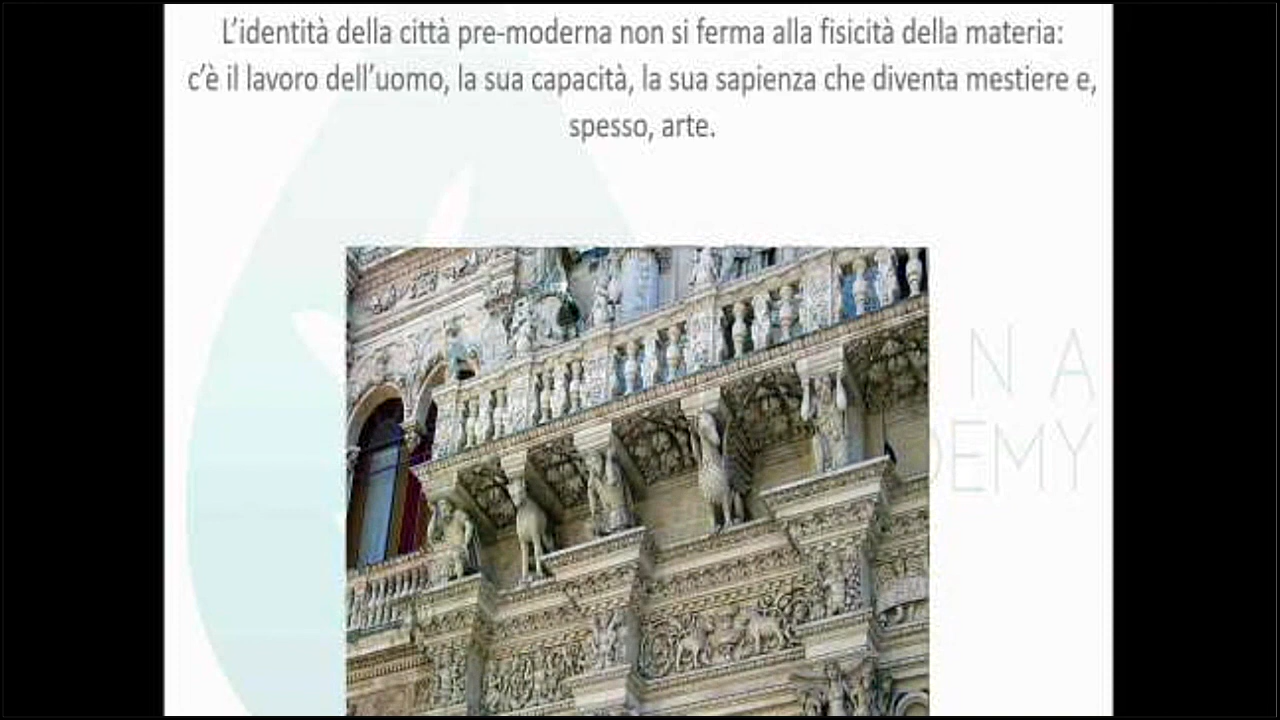 L’identità della città pre-moderna non si ferma alla fisicità della materia:
c’è il lavoro dell’uomo, la sua capacità, la sua sapienza che diventa mestiere e,
spesso, arte.
N A
DEMY